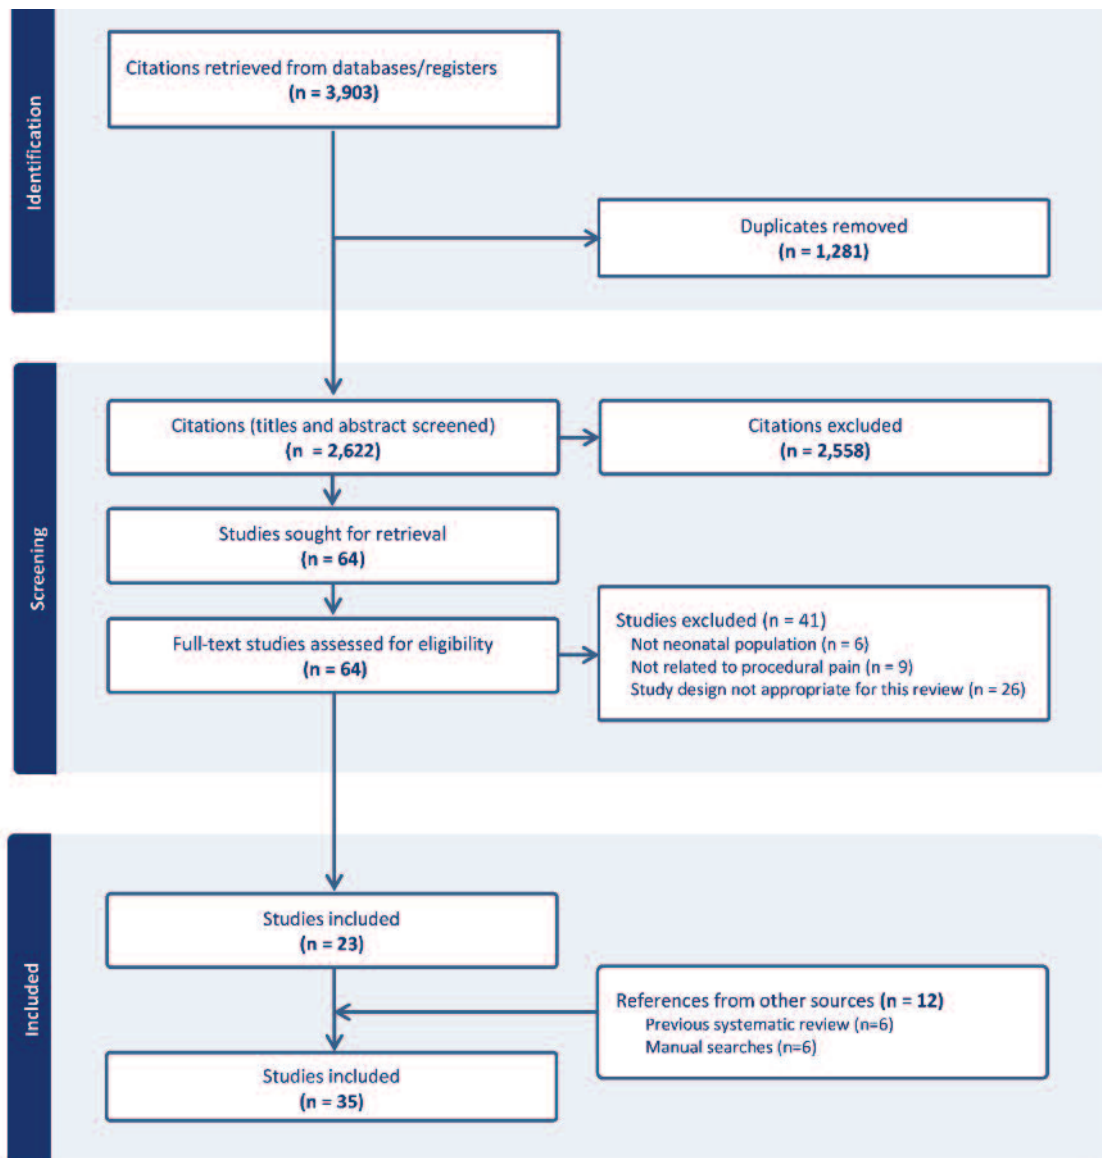 Identification
Citations retrieved from databases/registers
(n = 3,903)
Duplicates removed
(n = 1,281)
Screening
Citations (titles and abstract screened)
(n = 2,622)
Citations excluded
(n = 2,558)
Studies sought for retrieval
(n = 64)
Full-text studies assessed for eligibility
(n = 64)
Studies excluded (n = 41)
Not neonatal population (n = 6)
Not related to procedural pain (n = 9)
Study design not appropriate for this review (n = 26)
Included
Studies included
(n = 23)
References from other sources (n = 12)
Previous systematic review (n=6)
Manual searches (n=6)
Studies included
(n = 35)